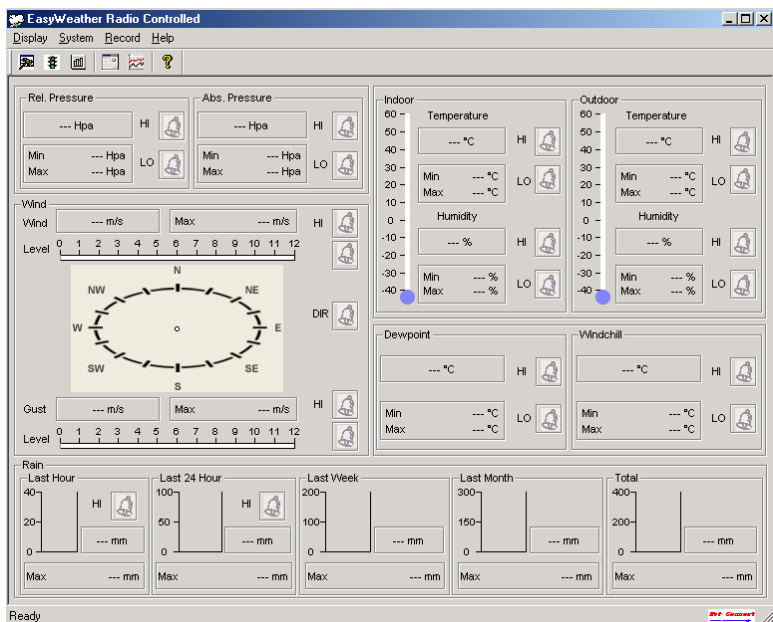 EasyWeather Radio Controlled
Display System Record Help
Rel. Pressure
--- Hpa
HI
Min --- Hpa
Max --- Hpa
LO
Abs. Pressure
--- Hpa
HI
Min --- Hpa
Max --- Hpa
LO
Wind
Wind --- m/s Max --- m/s HI
Level 0 1 2 3 4 5 6 7 8 9 10 11 12
N
NW NE
W E
SW SE
S
DIR
Gust --- m/s Max --- m/s HI
Level 0 1 2 3 4 5 6 7 8 9 10 11 12
Indoor
60
50
40
30
20
10
0
-10
-20
-30
-40
Temperature
--- °C HI
Min --- °C
Max --- °C
LO
Humidity
--- % HI
Min --- %
Max --- %
LO
Outdoor
60
50
40
30
20
10
0
-10
-20
-30
-40
Temperature
--- °C HI
Min --- °C
Max --- °C
LO
Humidity
--- % HI
Min --- %
Max --- %
LO
Dewpoint
--- °C HI
Min --- °C
Max --- °C
LO
Windchill
--- °C HI
Min --- °C
Max --- °C
LO
Rain
Last Hour
40
20
0
HI
--- mm
Max --- mm
Last 24 Hour
100
50
0
HI
--- mm
Max --- mm
Last Week
200
100
0
--- mm
Max --- mm
Last Month
300
150
0
--- mm
Max --- mm
Total
400
200
0
--- mm
Max --- mm
Ready
Not Connect